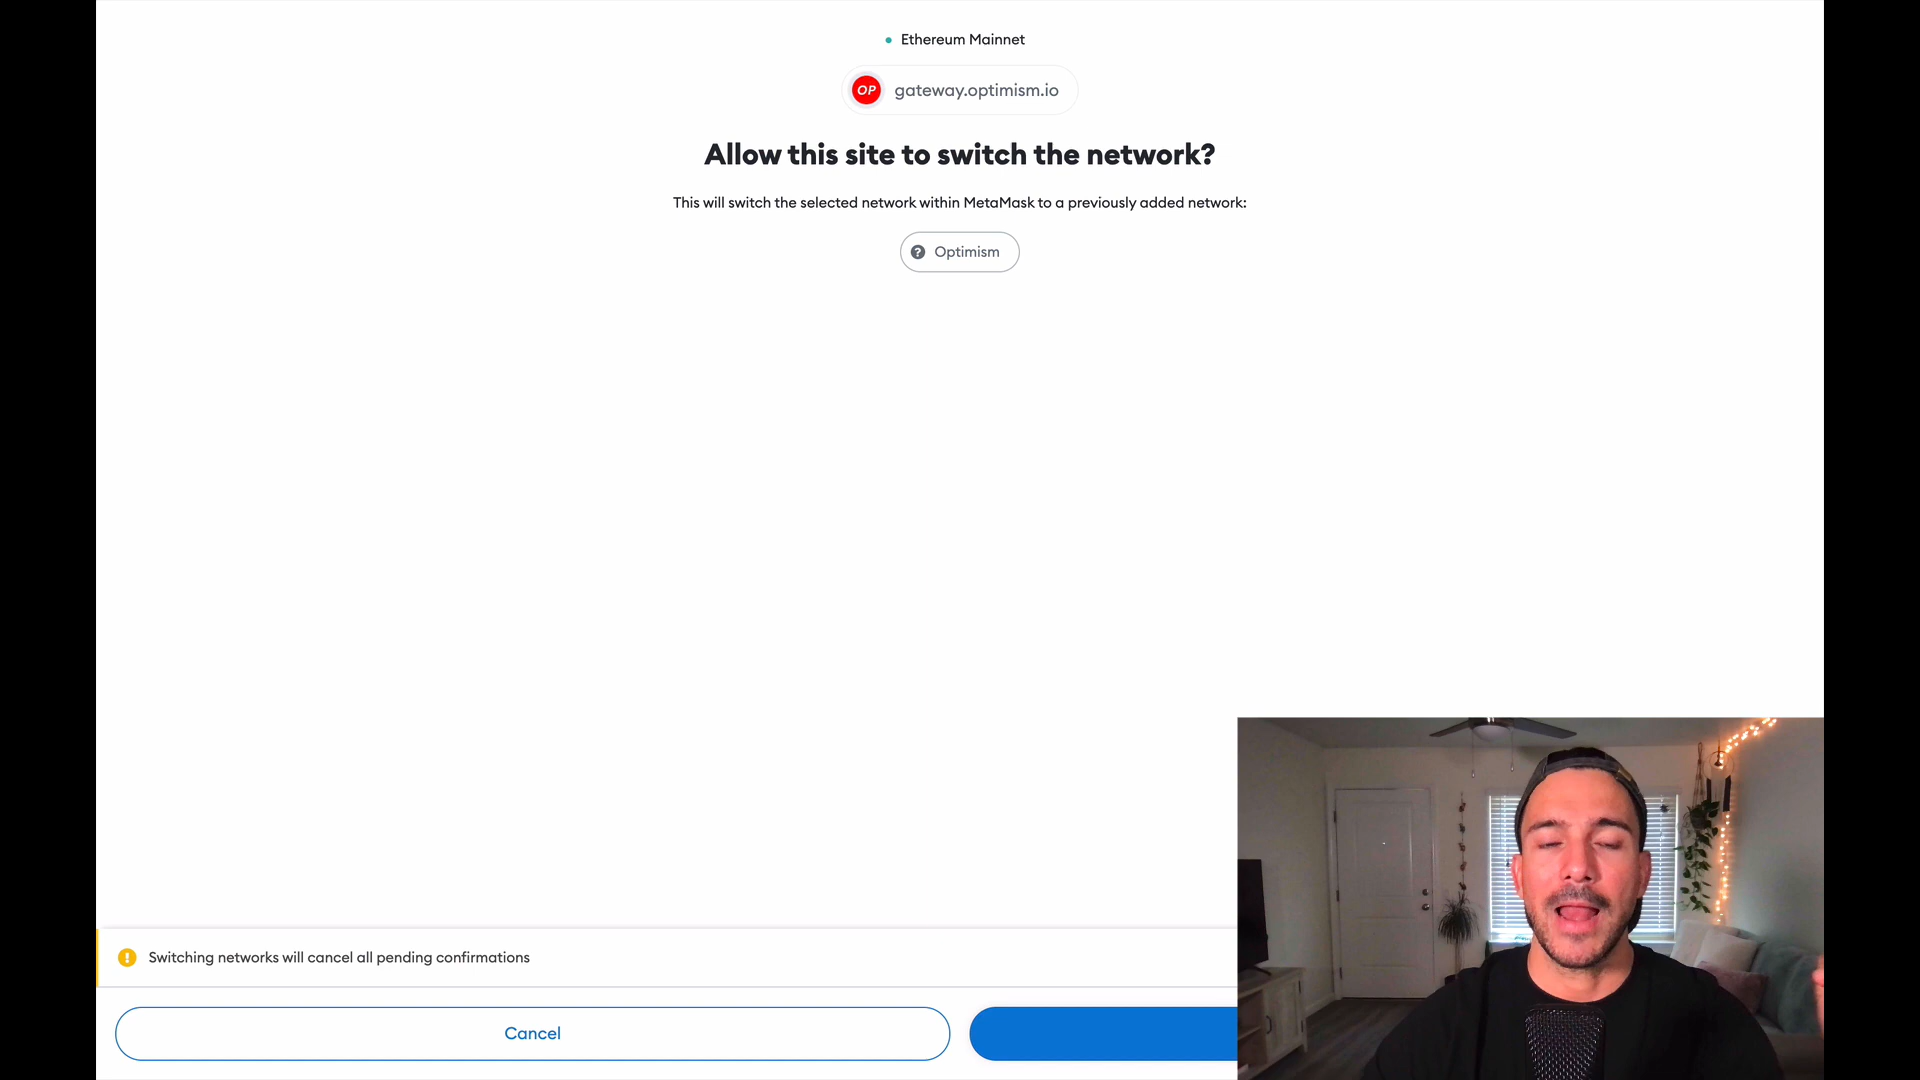 Ethereum Mainnet
OP gateway.optimism.io
Allow this site to switch the network?
This will switch the selected network within MetaMask to a previously added network:
? Optimism
! Switching networks will cancel all pending confirmations
Cancel